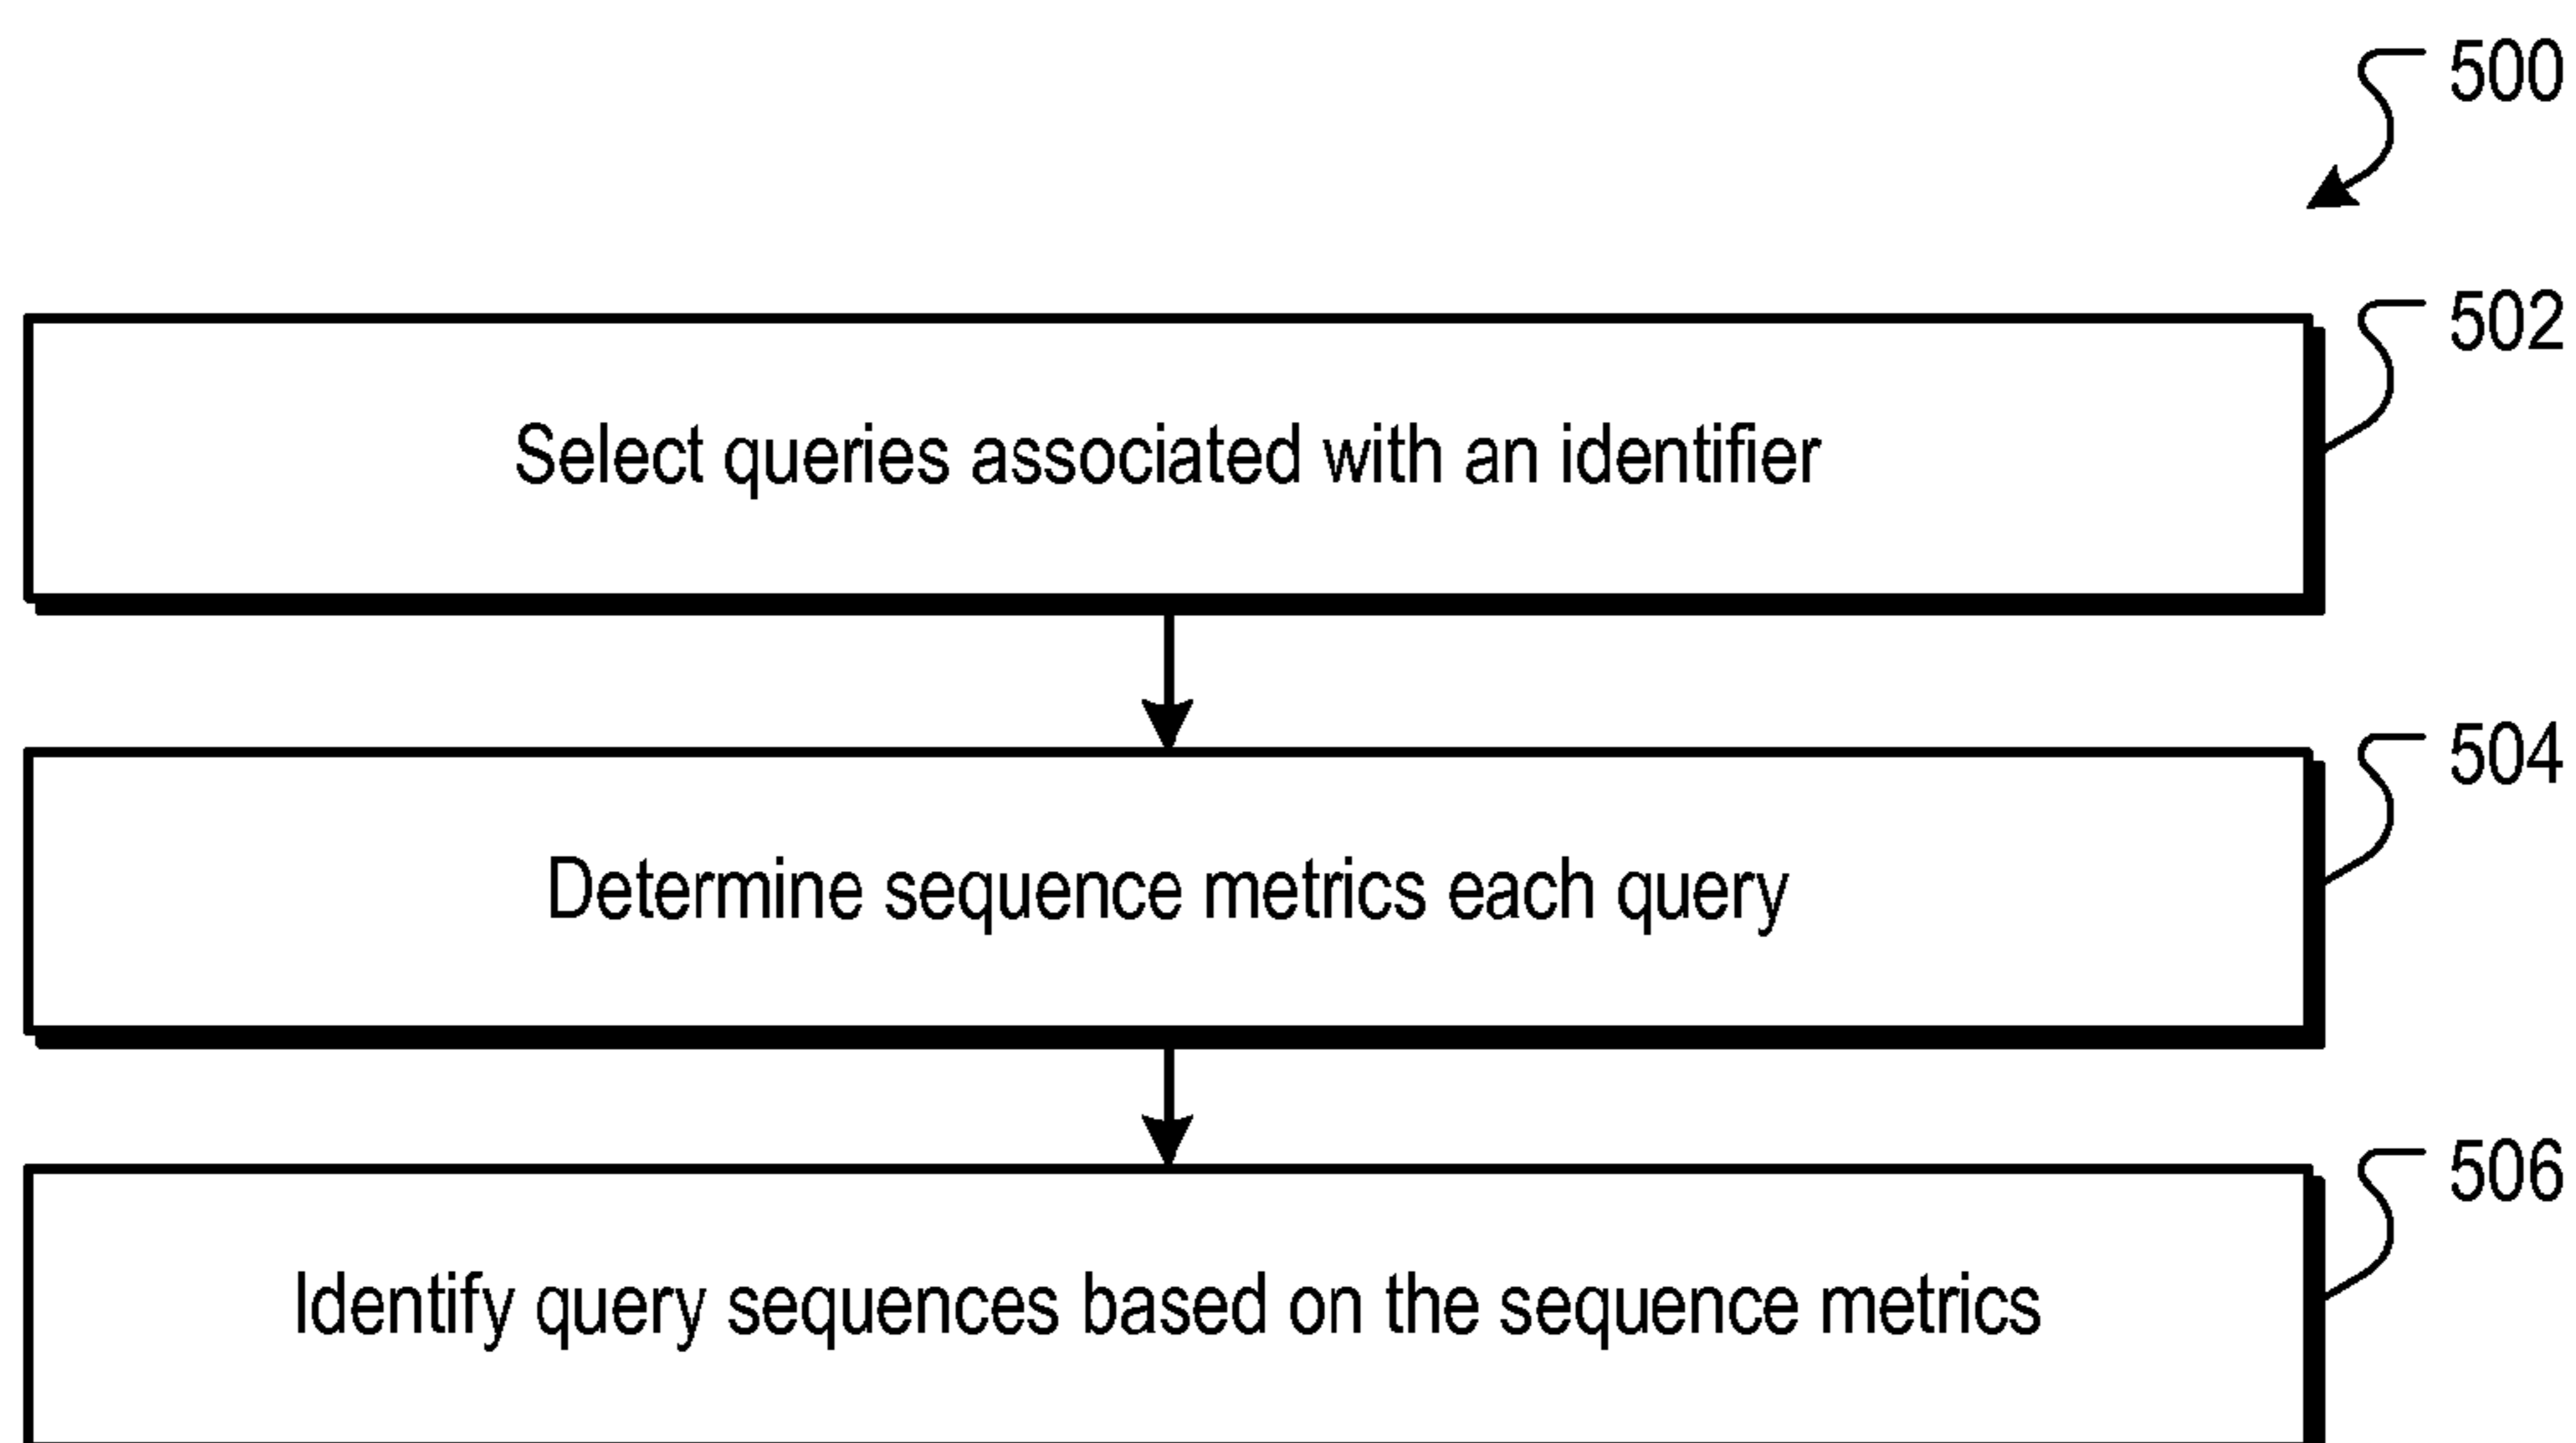 500
502
Select queries associated with an identifier
504
Determine sequence metrics each query
506
Identify query sequences based on the sequence metrics